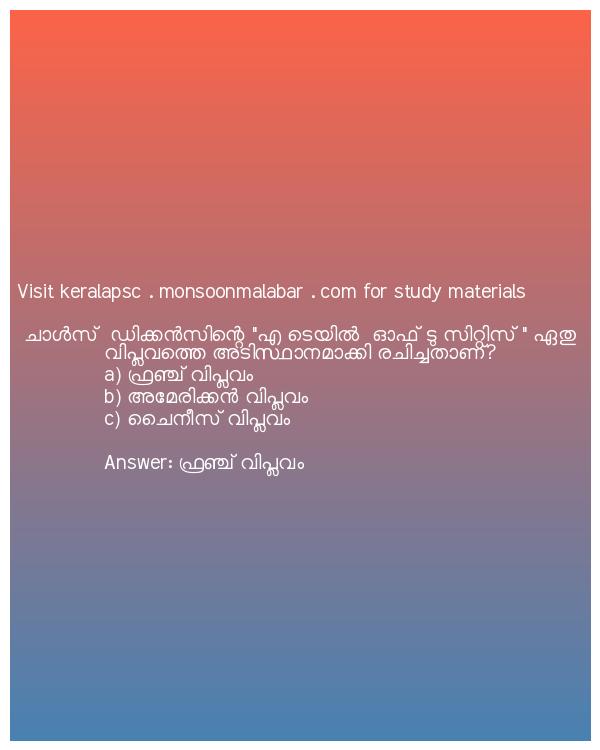 Visit keralapsc . monsoonmalabar . com for study materials
ചാൾസ് ഡിക്കൻസിന്റെ "എ ടെയിൽ ഓഫ് ടു സിറ്റിസ് " ഏതു
വിപ്ലവത്തെ അടിസ്ഥാനമാക്കി രചിച്ചതാണ്?
a) ഫ്രഞ്ച് വിപ്ലവം
b) അമേരിക്കൻ വിപ്ലവം
c) ചൈനീസ് വിപ്ലവം
Answer: ഫ്രഞ്ച് വിപ്ലവം